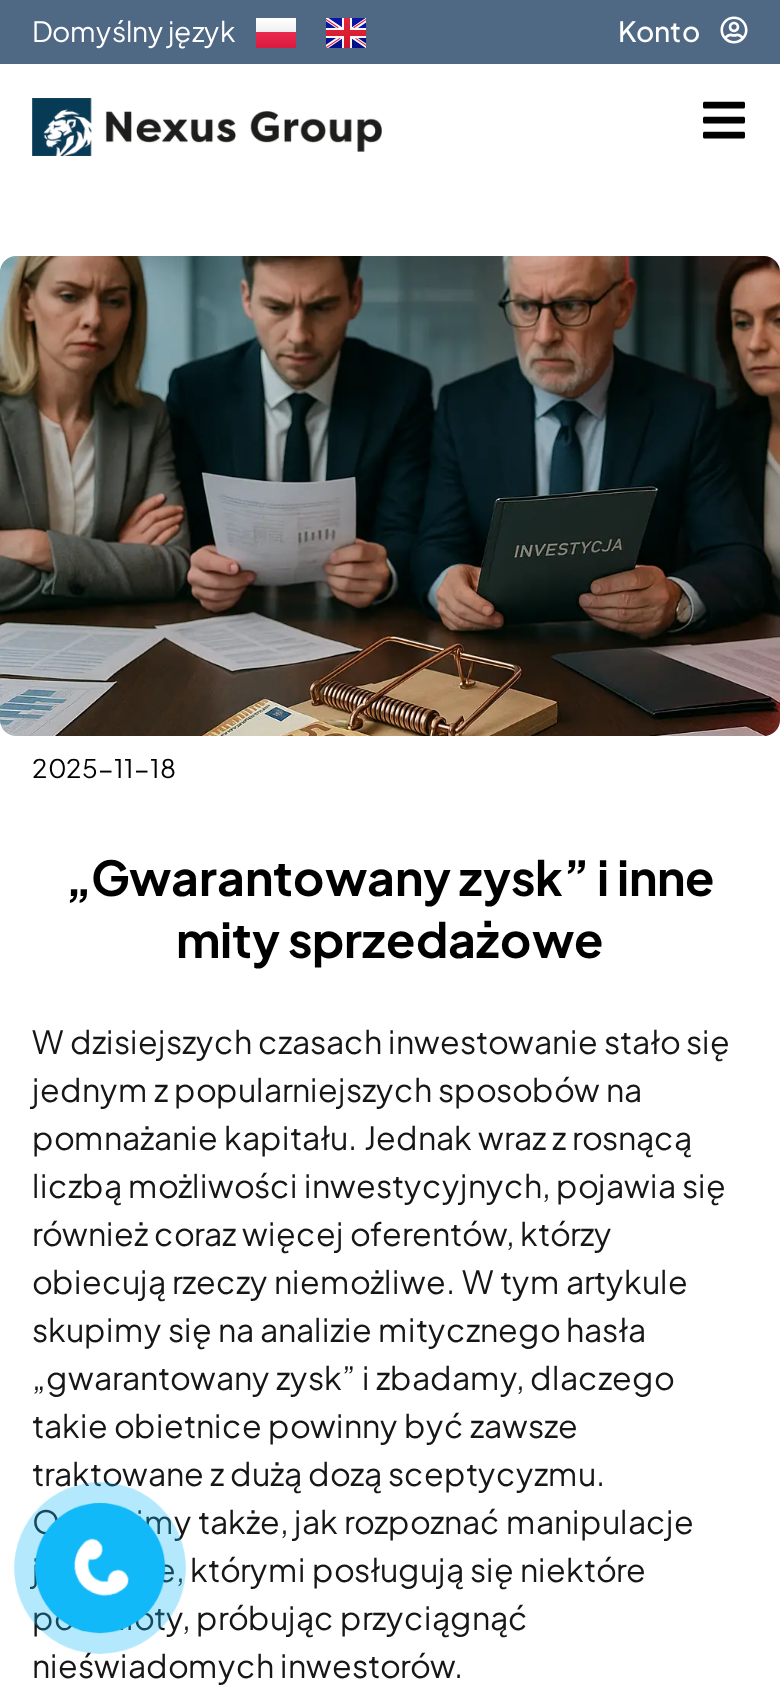 Domyślny język
Konto
Nexus Group
INVESTYCJA
2025-11-18
„Gwarantowany zysk” i inne
mity sprzedażowe
W dzisiejszych czasach inwestowanie stało się
jednym z popularniejszych sposobów na
pomnażanie kapitału. Jednak wraz z rosnącą
liczbą możliwości inwestycyjnych, pojawia się
również coraz więcej oferentów, którzy
obiecują rzeczy niemożliwe. W tym artykule
skupimy się na analizie mitycznego hasła
„gwarantowany zysk” i zbadamy, dlaczego
takie obietnice powinny być zawsze
traktowane z dużą dozą sceptycyzmu.
także, jak rozpoznać manipulacje
którymi posługują się niektóre
próbując przyciągnąć
nieświadomych inwestorów.